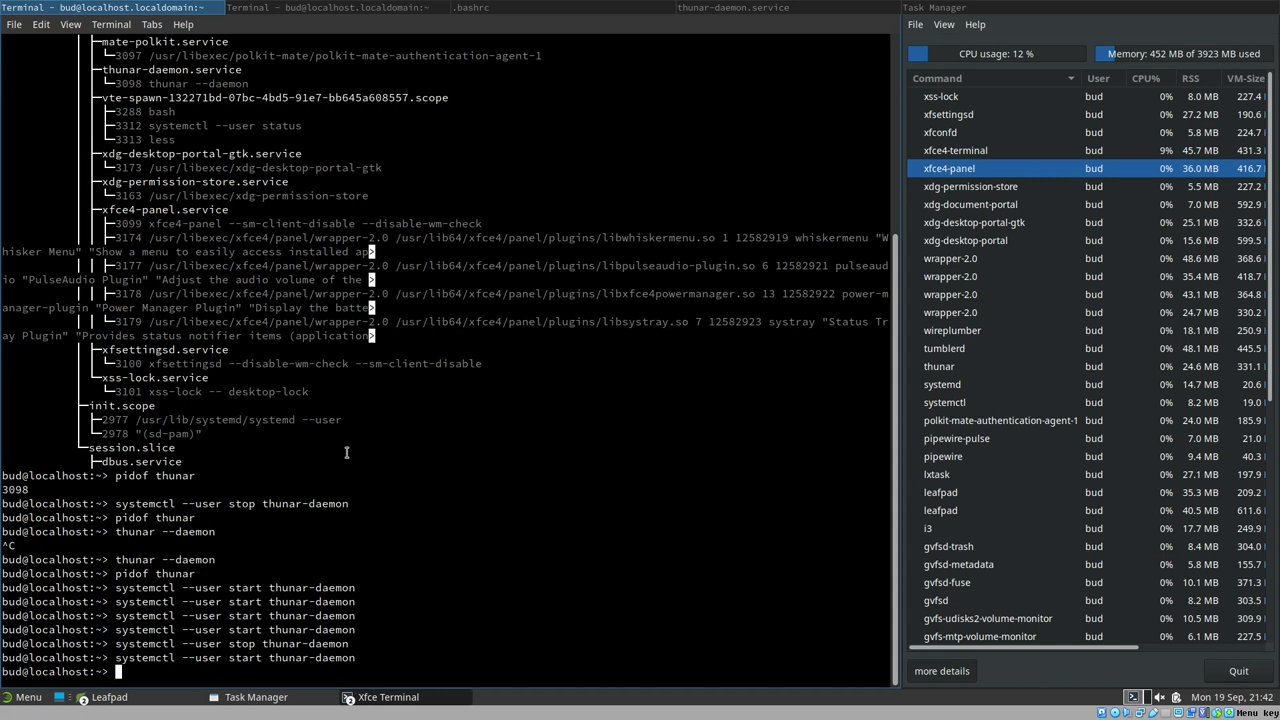 Terminal - bud@localhost.localdomain:~
Terminal - bud@localhost.localdomain:~
.bashrc
thunar-daemon.service
Task Manager
File Edit View Terminal Tabs Help
├─mate-polkit.service
│ └─3097 /usr/libexec/polkit-mate/polkit-mate-authentication-agent-1
├─thunar-daemon.service
│ └─3098 thunar --daemon
├─vte-spawn-132271bd-07bc-4bd5-91e7-bb645a608557.scope
│ ├─3288 bash
│ ├─3312 systemctl --user status
│ └─3313 less
├─xdg-desktop-portal-gtk.service
│ └─3173 /usr/libexec/xdg-desktop-portal-gtk
├─xdg-permission-store.service
│ └─3163 /usr/libexec/xdg-permission-store
├─xfce4-panel.service
│ ├─3099 xfce4-panel --sm-client-disable --disable-wm-check
│ ├─3174 /usr/libexec/xfce4/panel/wrapper-2.0 /usr/lib64/xfce4/panel/plugins/libwhiskermenu.so 1 12582919 whiskermenu "W
hisker Menu" "Show a menu to easily access installed ap>
│ ├─3177 /usr/libexec/xfce4/panel/wrapper-2.0 /usr/lib64/xfce4/panel/plugins/libpulseaudio-plugin.so 6 12582921 pulseaud
io "PulseAudio Plugin" "Adjust the audio volume of the >
│ ├─3178 /usr/libexec/xfce4/panel/wrapper-2.0 /usr/lib64/xfce4/panel/plugins/libxfce4powermanager.so 13 12582922 power-m
anager-plugin "Power Manager Plugin" "Display the batte>
│ └─3179 /usr/libexec/xfce4/panel/wrapper-2.0 /usr/lib64/xfce4/panel/plugins/libsystray.so 7 12582923 systray "Status Tr
ay Plugin" "Provides status notifier items (application>
├─xfsettingsd.service
│ └─3100 xfsettingsd --disable-wm-check --sm-client-disable
└─xss-lock.service
└─3101 xss-lock -- desktop-lock
├─init.scope
│ ├─2977 /usr/lib/systemd/systemd --user
│ └─2978 "(sd-pam)"
└─session.slice
├─dbus.service
bud@localhost:~> pidof thunar
3098
bud@localhost:~> systemctl --user stop thunar-daemon
bud@localhost:~> pidof thunar
bud@localhost:~> thunar --daemon
^C
bud@localhost:~> thunar --daemon
bud@localhost:~> pidof thunar
bud@localhost:~> systemctl --user start thunar-daemon
bud@localhost:~> systemctl --user start thunar-daemon
bud@localhost:~> systemctl --user start thunar-daemon
bud@localhost:~> systemctl --user start thunar-daemon
bud@localhost:~> systemctl --user stop thunar-daemon
bud@localhost:~> systemctl --user start thunar-daemon
bud@localhost:~>
File View Help
CPU usage: 12 % Memory: 452 MB of 3923 MB used
Command User CPU% RSS VM-Size
xss-lock bud 0% 8.0 MB 227.4
xfsettingsd bud 0% 27.2 MB 190.6
xfconfd bud 0% 5.8 MB 224.7
xfce4-terminal bud 9% 45.7 MB 431.3
xfce4-panel bud 0% 36.0 MB 416.7
xdg-permission-store bud 0% 5.5 MB 227.2
xdg-document-portal bud 0% 7.0 MB 592.9
xdg-desktop-portal-gtk bud 0% 25.1 MB 332.6
xdg-desktop-portal bud 0% 15.6 MB 599.5
wrapper-2.0 bud 0% 48.6 MB 368.6
wrapper-2.0 bud 0% 35.4 MB 418.7
wrapper-2.0 bud 0% 43.1 MB 364.8
wrapper-2.0 bud 0% 37.4 MB 330.8
wireplumber bud 0% 18.1 MB 250.9
tumblerd bud 0% 48.1 MB 445.5
thunar bud 0% 24.6 MB 331.1
systemd bud 0% 14.7 MB 20.6
systemctl bud 0% 8.2 MB 19.0
polkit-mate-authentication-agent-1 bud 0% 24.0 MB 185.9
pipewire-pulse bud 0% 7.0 MB 21.0
pipewire bud 0% 9.4 MB 40.3
lxtask bud 0% 27.1 MB 197.9
leafpad bud 0% 35.3 MB 209.2
leafpad bud 0% 40.5 MB 611.6
i3 bud 0% 17.7 MB 249.9
gvfsd-trash bud 0% 8.4 MB 304.0
gvfsd-metadata bud 0% 5.8 MB 155.7
gvfsd-fuse bud 0% 10.1 MB 371.3
gvfsd bud 0% 8.2 MB 303.5
gvfs-udisks2-volume-monitor bud 0% 10.5 MB 309.9
gvfs-mtp-volume-monitor bud 0% 6.1 MB 227.5
more details Quit
Menu 2 Leafpad Task Manager 2 Xfce Terminal Mon 19 Sep, 21:42
Menu key